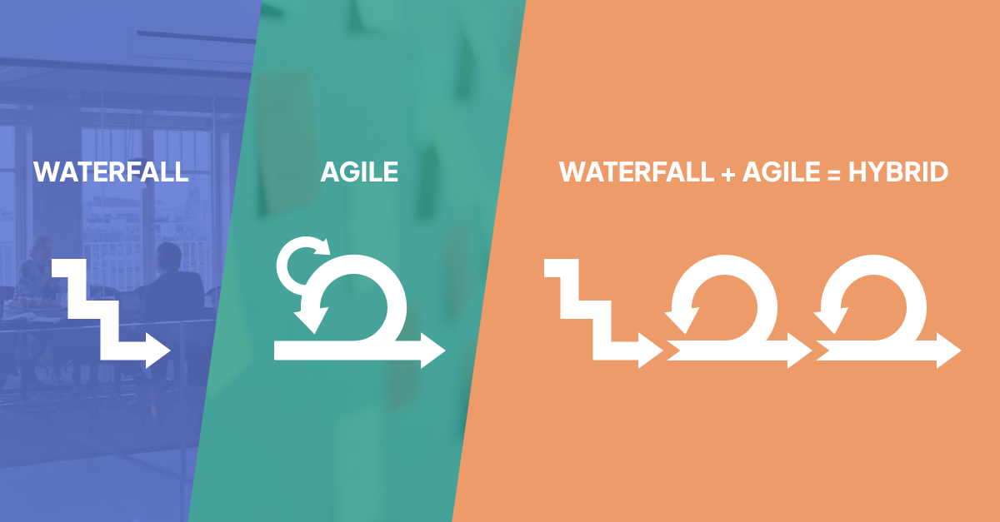 WATERFALL
AGILE
WATERFALL + AGILE = HYBRID